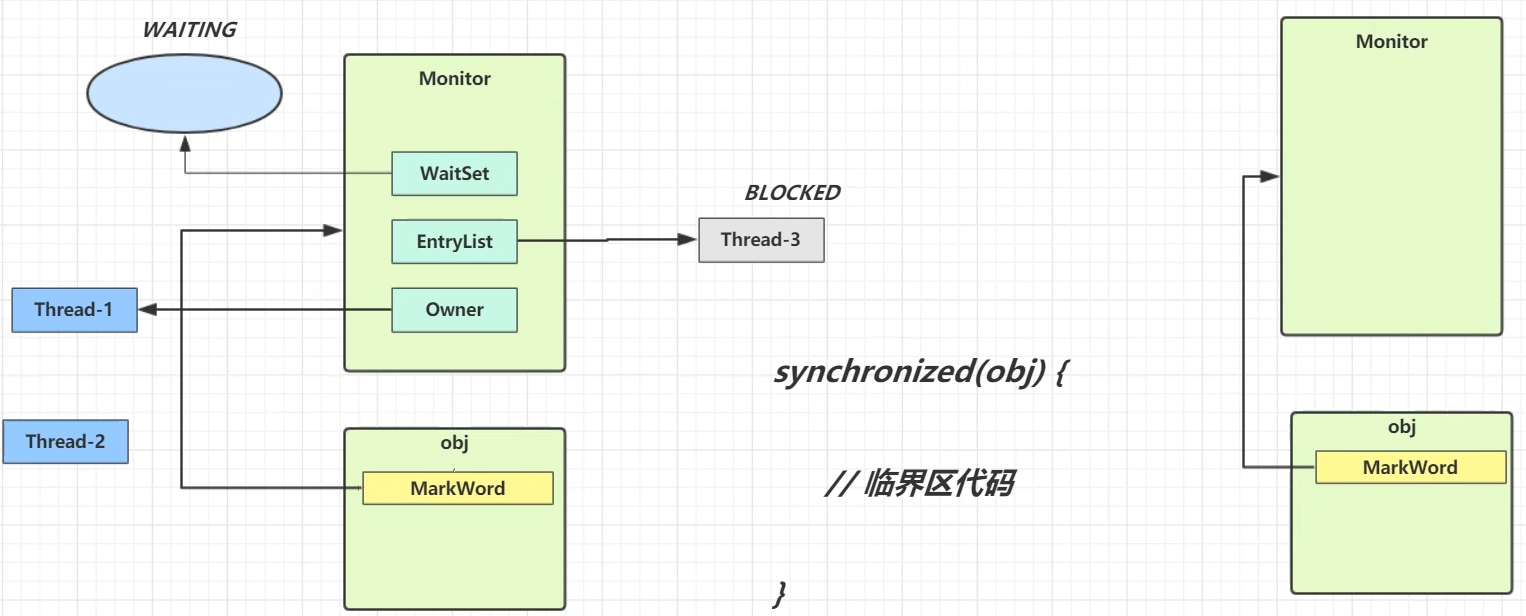 WAITING
Monitor
WaitSet
EntryList
Owner
Thread-1
Thread-2
obj
MarkWord
BLOCKED
Thread-3
synchronized(obj) {
// 临界区代码
}
Monitor
obj
MarkWord